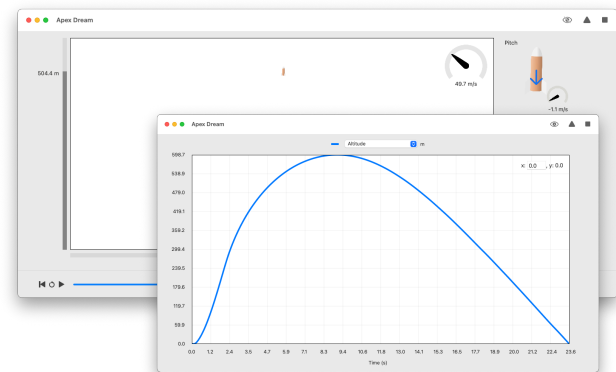 Apex Dream
Pitch
504.4 m
49.7 m/s
-1.1 m/s
Apex Dream
Altitude
m
x: 0.0 , y: 0.0
598.7
538.9
479.0
419.1
359.2
299.4
239.5
179.6
119.7
59.9
0.0
0.0 1.2 2.4 3.5 4.7 5.9 7.1 8.3 9.4 10.6 11.8 13.0 14.1 15.3 16.5 17.7 18.9 20.0 21.2 22.4 23.6
Time (s)